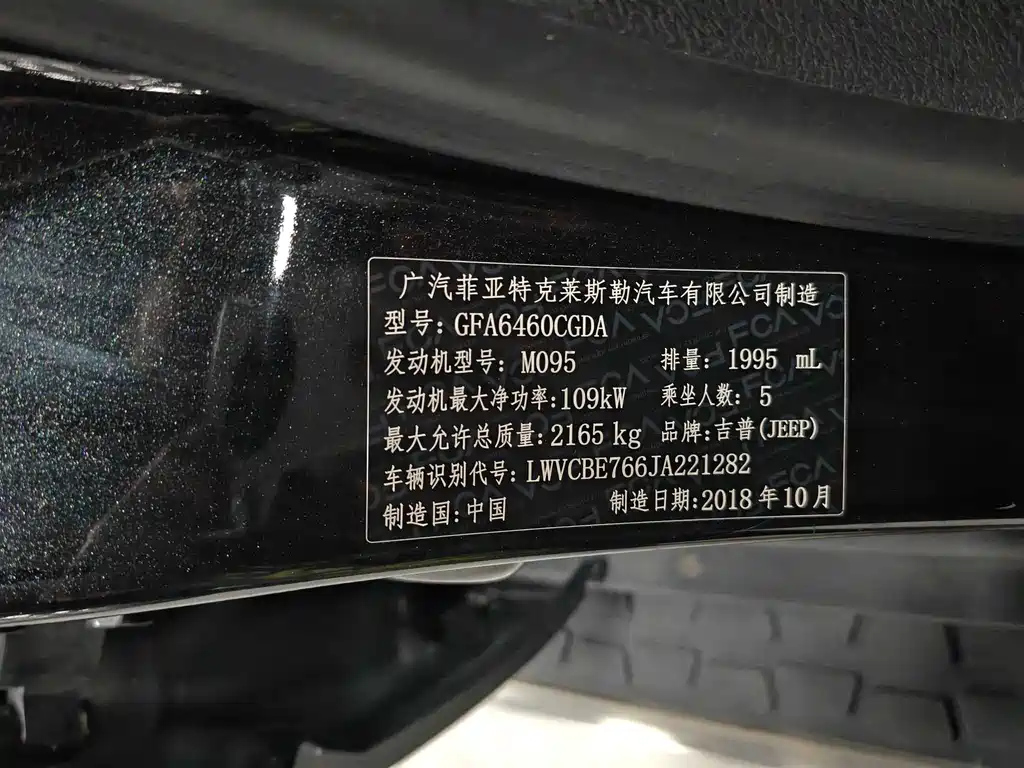 广汽菲亚特克莱斯勒汽车有限公司制造
型号: GFA6460CGDA
发动机型号: M095 排量: 1995 mL
发动机最大净功率:109kW 乘坐人数: 5
最大允许总质量:2165 kg 品牌:吉普(JEEP)
车辆识别代号: LWVCBE766JA221282
制造国:中国 制造日期:2018年10月